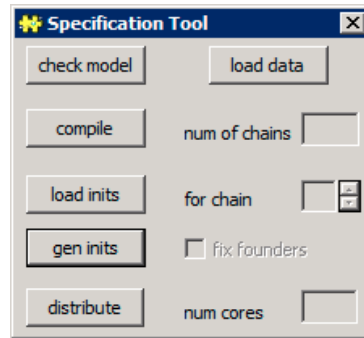 Specification Tool
check model load data
compile num of chains
load inits for chain
gen inits fix founders
distribute num cores